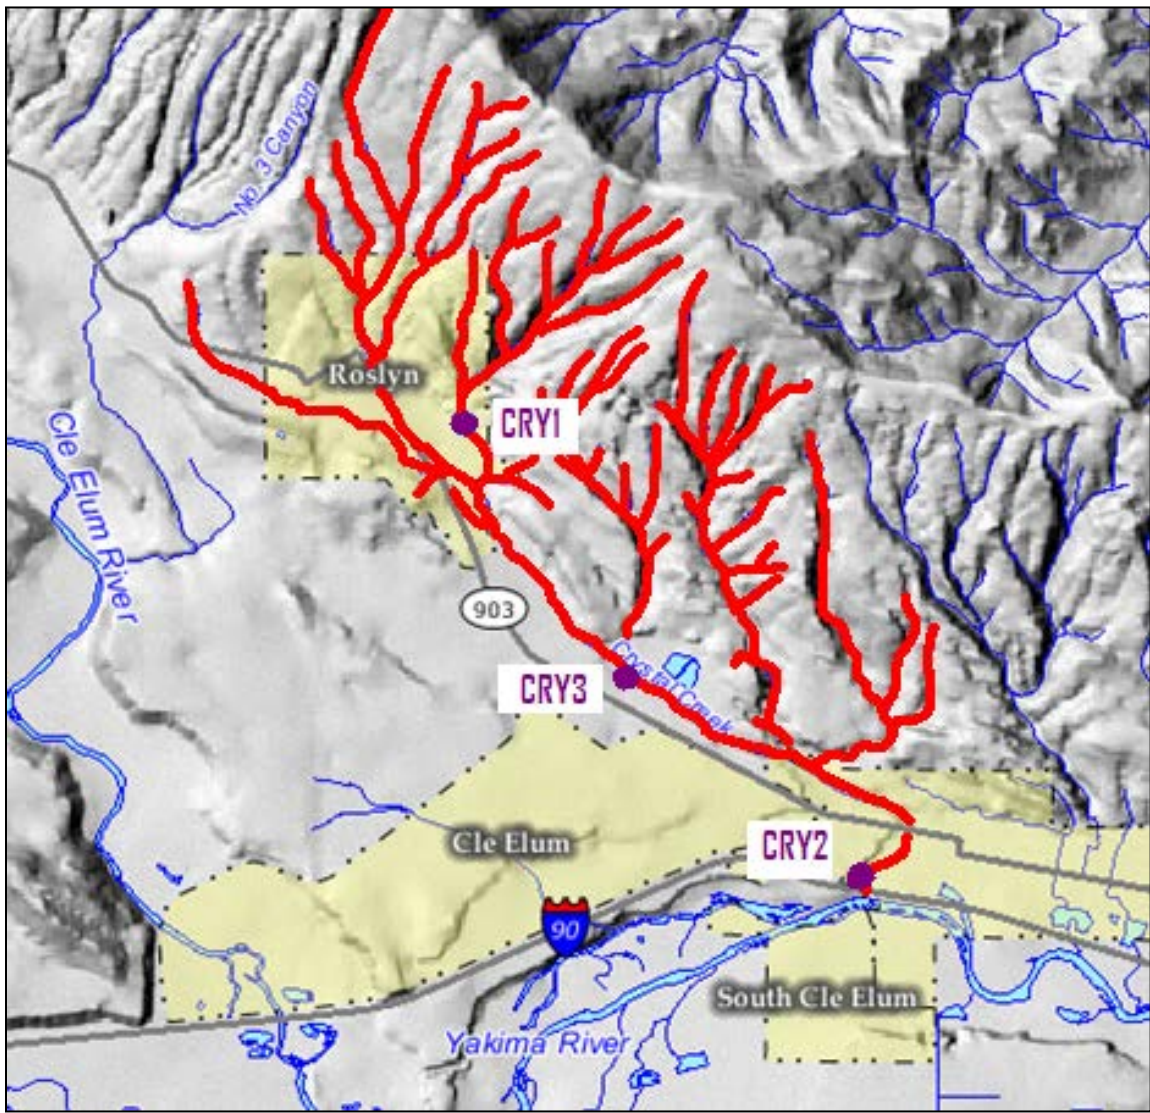 No. 3 Canyon
Roslyn
CRY1
Cle Elum River
903
CRY3
Crystal Creek
CRY2
Cle Elum
90
South Cle Elum
Yakima River